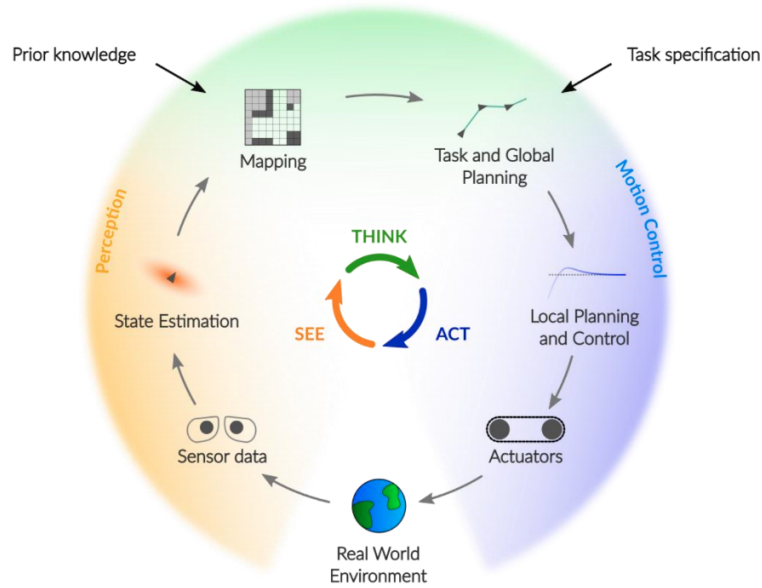 Prior knowledge
Task specification
Mapping
Task and Global
Planning
Perception
Motion Control
THINK
SEE
ACT
State Estimation
Local Planning
and Control
Sensor data
Actuators
Real World
Environment